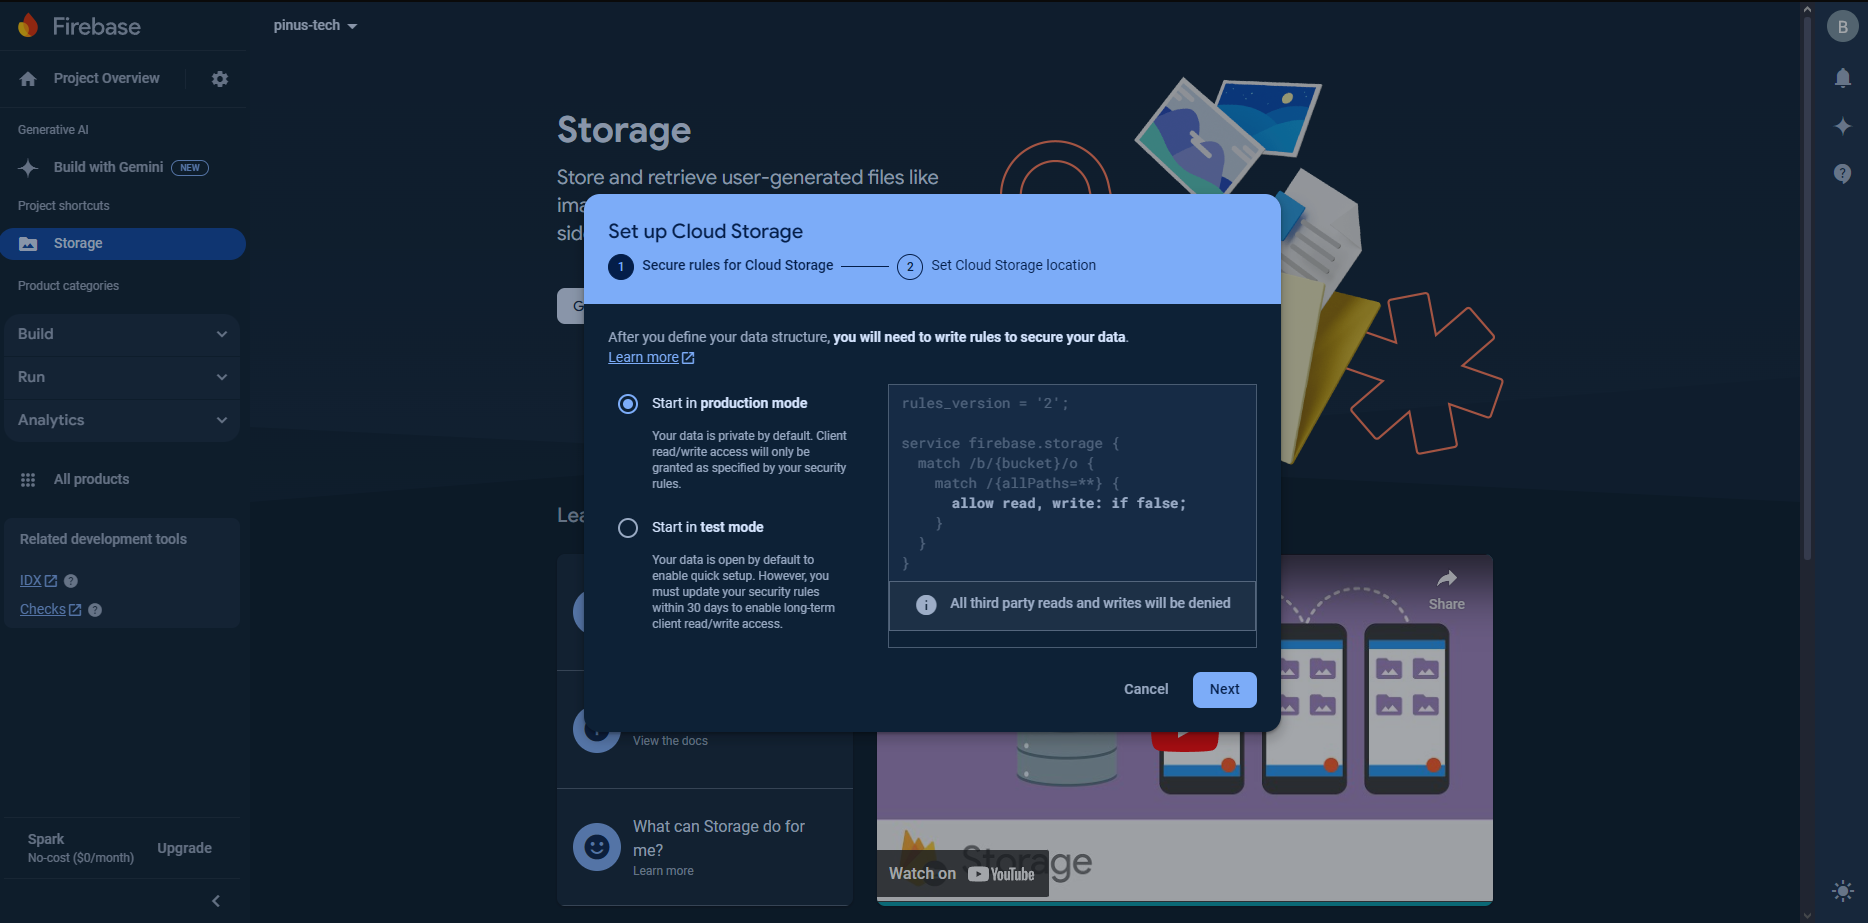 Firebase
pinus-tech
B
Project Overview
Generative AI
Build with Gemini NEW
Project shortcuts
Storage
Product categories
Build
Run
Analytics
All products
Related development tools
IDX
?
Checks
?
Spark
No-cost ($0/month)
Upgrade
Storage
Store and retrieve user-generated files like
Set up Cloud Storage
1 Secure rules for Cloud Storage
2 Set Cloud Storage location
After you define your data structure, you will need to write rules to secure your data.
Learn more
Start in production mode
Your data is private by default. Client
read/write access will only be
granted as specified by your security
rules.
Start in test mode
Your data is open by default to
enable quick setup. However, you
must update your security rules
within 30 days to enable long-term
client read/write access.
rules_version = '2';
service firebase.storage {
match /b/{bucket}/o {
match /{allPaths=**} {
allow read, write: if false;
}
}
}
i All third party reads and writes will be denied
Cancel
Next
Share
View the docs
What can Storage do for
me?
Learn more
Storage
Watch on YouTube
?